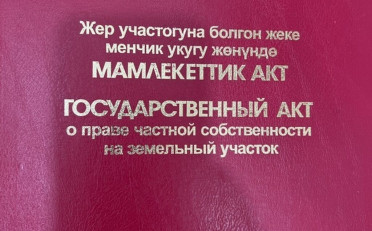 Жер участогуна болгон жеке
менчик укугу жөнүндө
МАМЛЕКЕТТИК АКТ
ГОСУДАРСТВЕННЫЙ АКТ
о праве частной собственности
на земельный участок